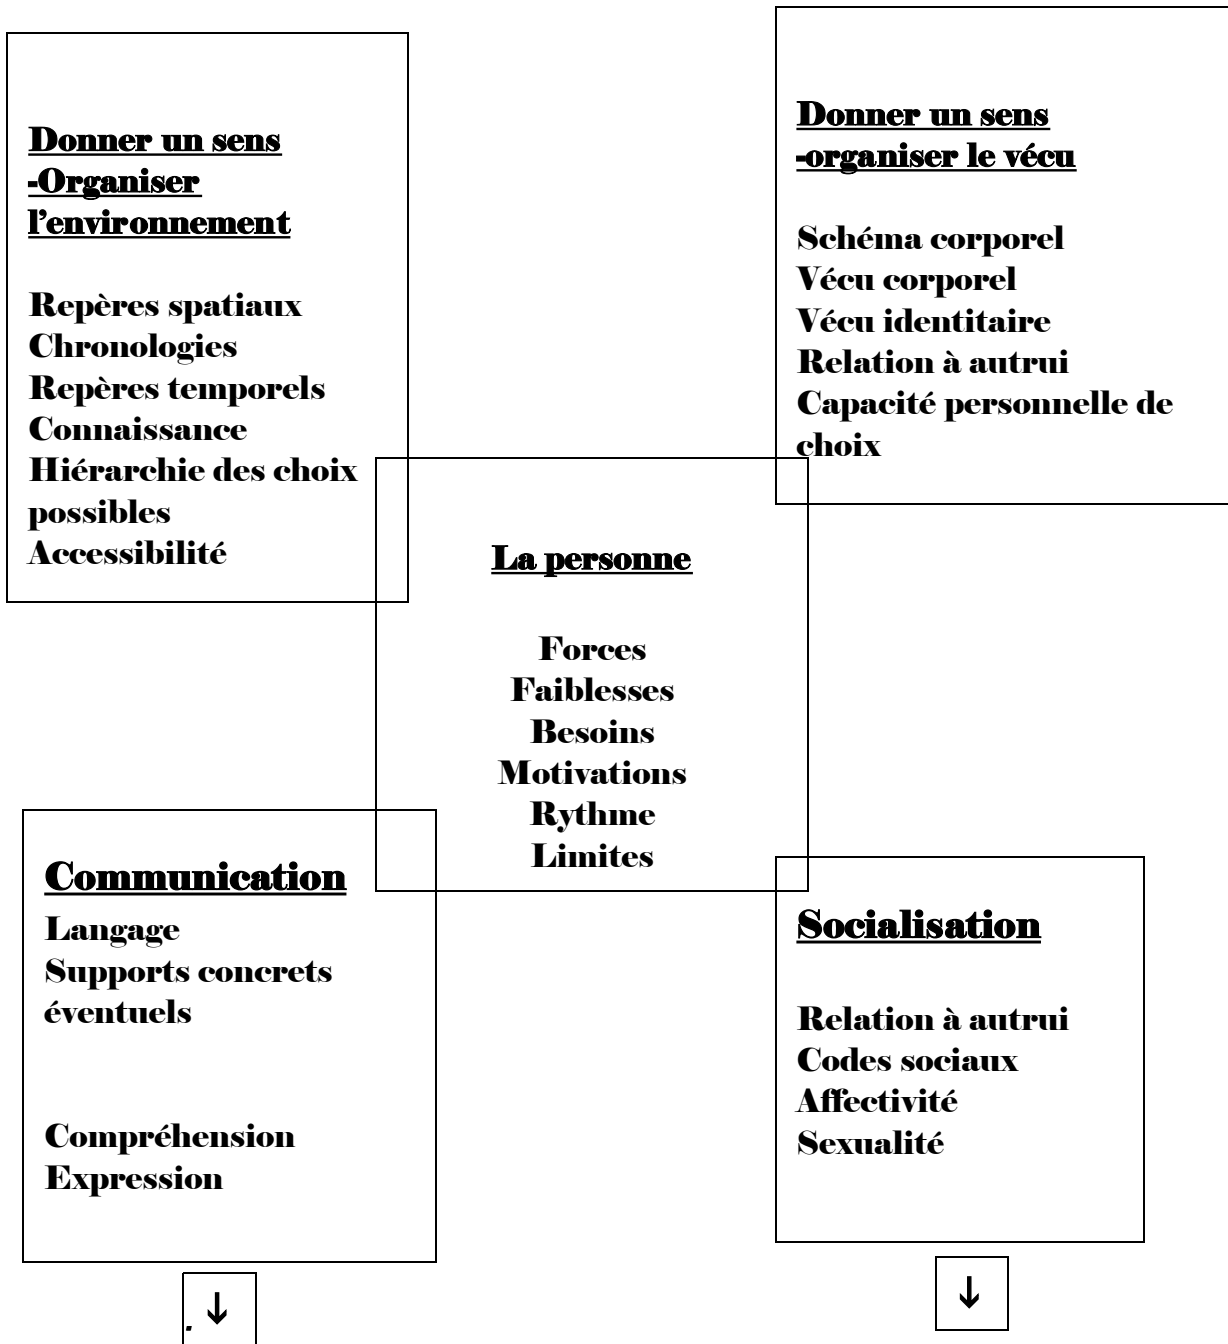 Donner un sens
-Organiser
l’environnement
Repères spatiaux
Chronologies
Repères temporels
Connaissance
Hiérarchie des choix
possibles
Accessibilité
Donner un sens
-organiser le vécu
Schéma corporel
Vécu corporel
Vécu identitaire
Relation à autrui
Capacité personnelle de
choix
La personne
Forces
Faiblesses
Besoins
Motivations
Rythme
Limites
Communication
Langage
Supports concrets
éventuels
Compréhension
Expression
Socialisation
Relation à autrui
Codes sociaux
Affectivité
Sexualité
. ↓
↓